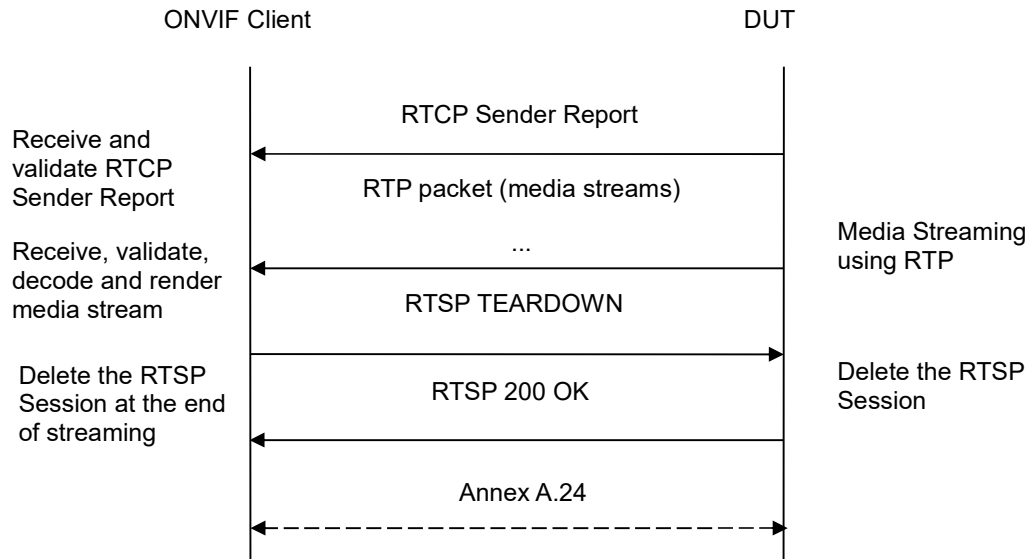 ONVIF Client
DUT
RTCP Sender Report
Receive and
validate RTCP
Sender Report
RTP packet (media streams)
...
Media Streaming
using RTP
Receive, validate,
decode and render
media stream
RTSP TEARDOWN
Delete the RTSP
Session at the end
of streaming
RTSP 200 OK
Delete the RTSP
Session
Annex A.24